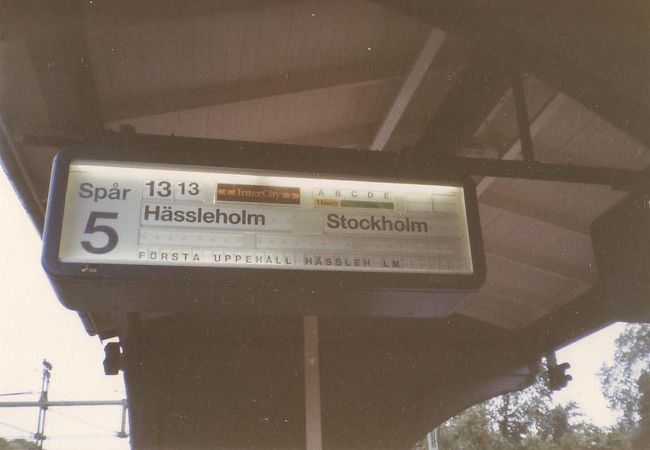 Spår 13 13 InterCity A B C D E
5 Hässleholm Stockholm
FÖRSTA UPPEHÅLL HÄSSLEH LM